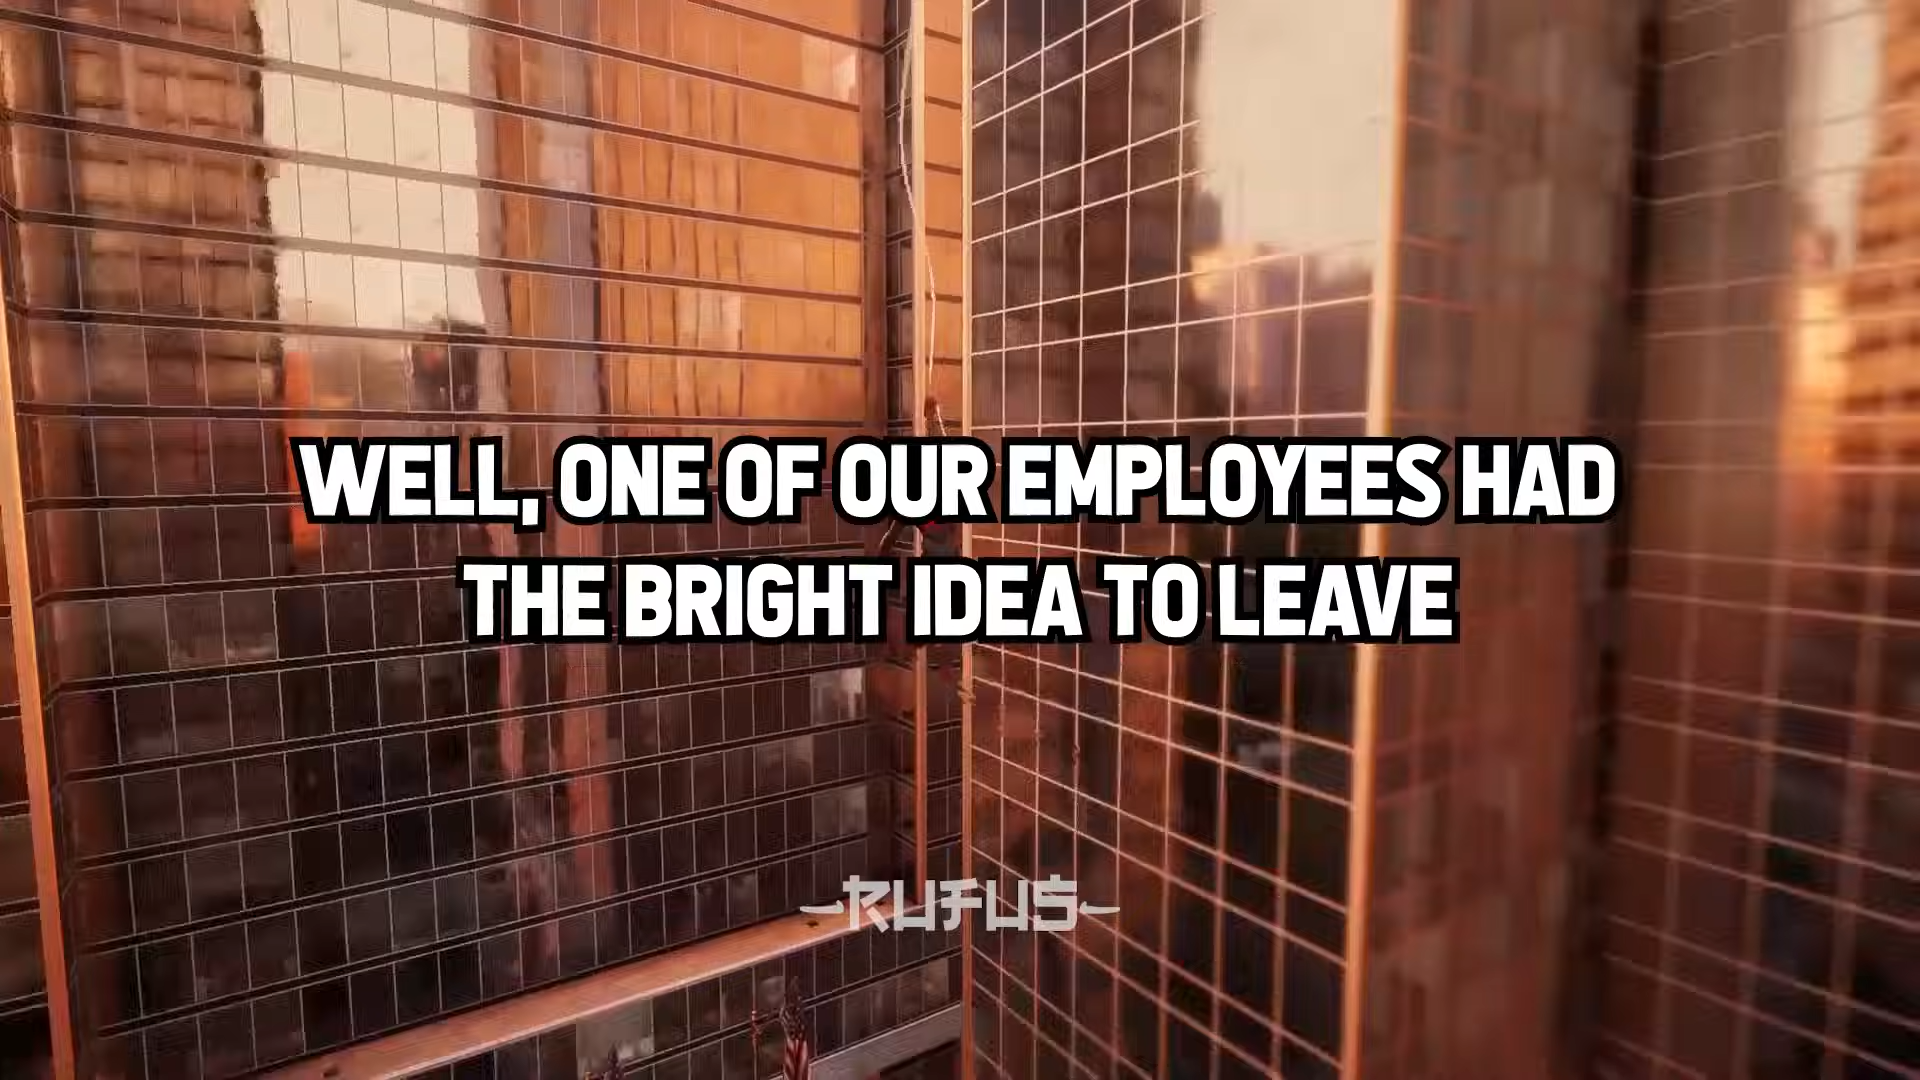 WELL, ONE OF OUR EMPLOYEES HAD
THE BRIGHT IDEA TO LEAVE
-RUFUS-